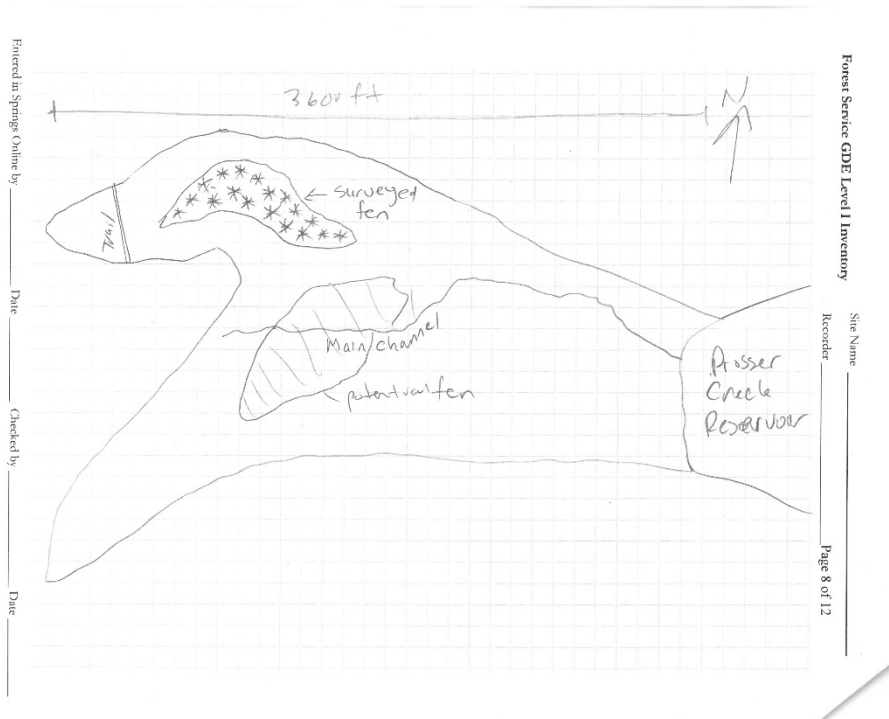 Forest Service GDE Level I Inventory
Site Name
Recorder
Page 8 of 12
3600 ft
N
Trail
surveyed
fen
Main channel
potential fen
Prosser
Creek
Reservoir
Entered in Springs Online by
Date
Checked by
Date